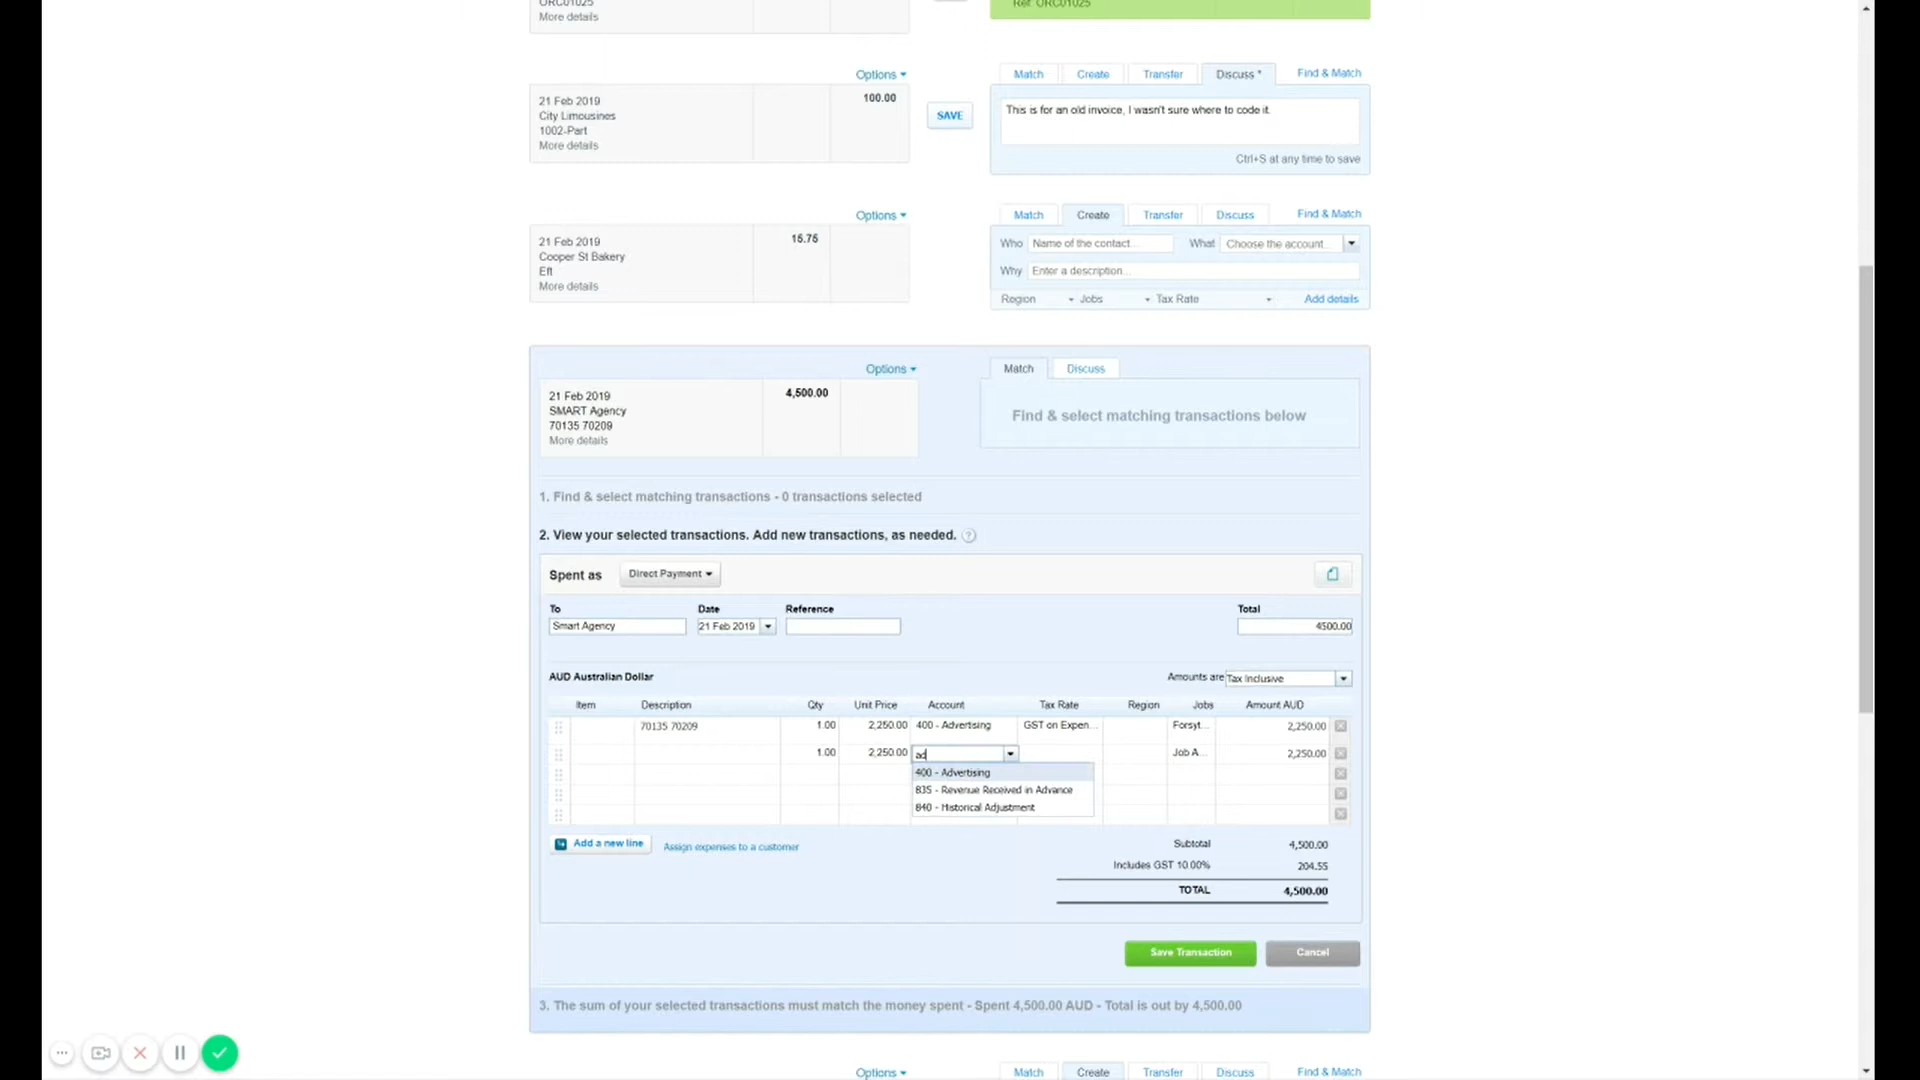 ORC01025
More details
Ref: ORC01025
Options
Match Create Transfer Discuss * Find & Match
21 Feb 2019
City Limousines
1002-Part
More details
100.00
SAVE
This is for an old invoice, I wasn't sure where to code it.
Ctrl+S at any time to save
Options
Match Create Transfer Discuss Find & Match
21 Feb 2019
Cooper St Bakery
Eft
More details
15.75
Who Name of the contact... What Choose the account...
Why Enter a description...
Region Jobs Tax Rate Add details
Options
Match Discuss
21 Feb 2019
SMART Agency
70135 70209
More details
4,500.00
Find & select matching transactions below
1. Find & select matching transactions - 0 transactions selected
2. View your selected transactions. Add new transactions, as needed. ?
Spent as Direct Payment
To Date Reference Total
Smart Agency 21 Feb 2019 4500.00
AUD Australian Dollar Amounts are Tax Inclusive
Item Description Qty Unit Price Account Tax Rate Region Jobs Amount AUD
70135 70209 1.00 2,250.00 400 - Advertising GST on Expen... Forsyt... 2,250.00
1.00 2,250.00 ad Job A... 2,250.00
400 - Advertising
835 - Revenue Received in Advance
840 - Historical Adjustment
Add a new line Assign expenses to a customer
Subtotal 4,500.00
Includes GST 10.00% 204.55
TOTAL 4,500.00
Save Transaction Cancel
3. The sum of your selected transactions must match the money spent - Spent 4,500.00 AUD - Total is out by 4,500.00
Options
Match Create Transfer Discuss Find & Match